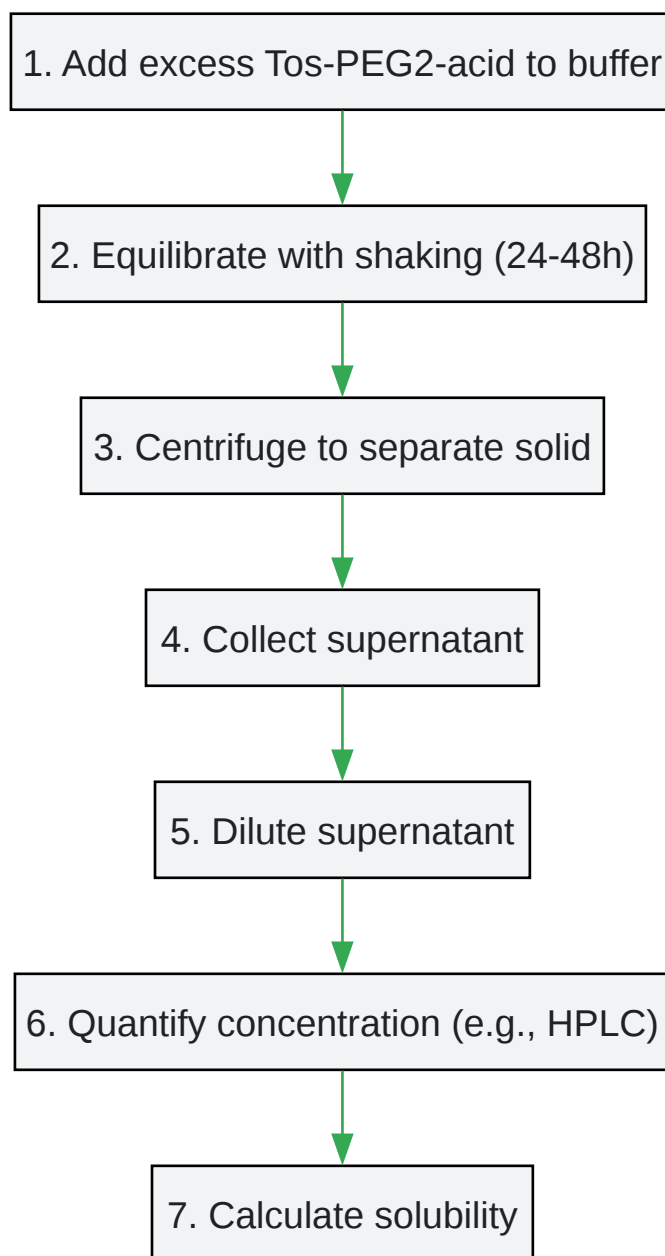 1. Add excess Tos-PEG2-acid to buffer
2. Equilibrate with shaking (24-48h)
3. Centrifuge to separate solid
4. Collect supernatant
5. Dilute supernatant
6. Quantify concentration (e.g., HPLC)
7. Calculate solubility